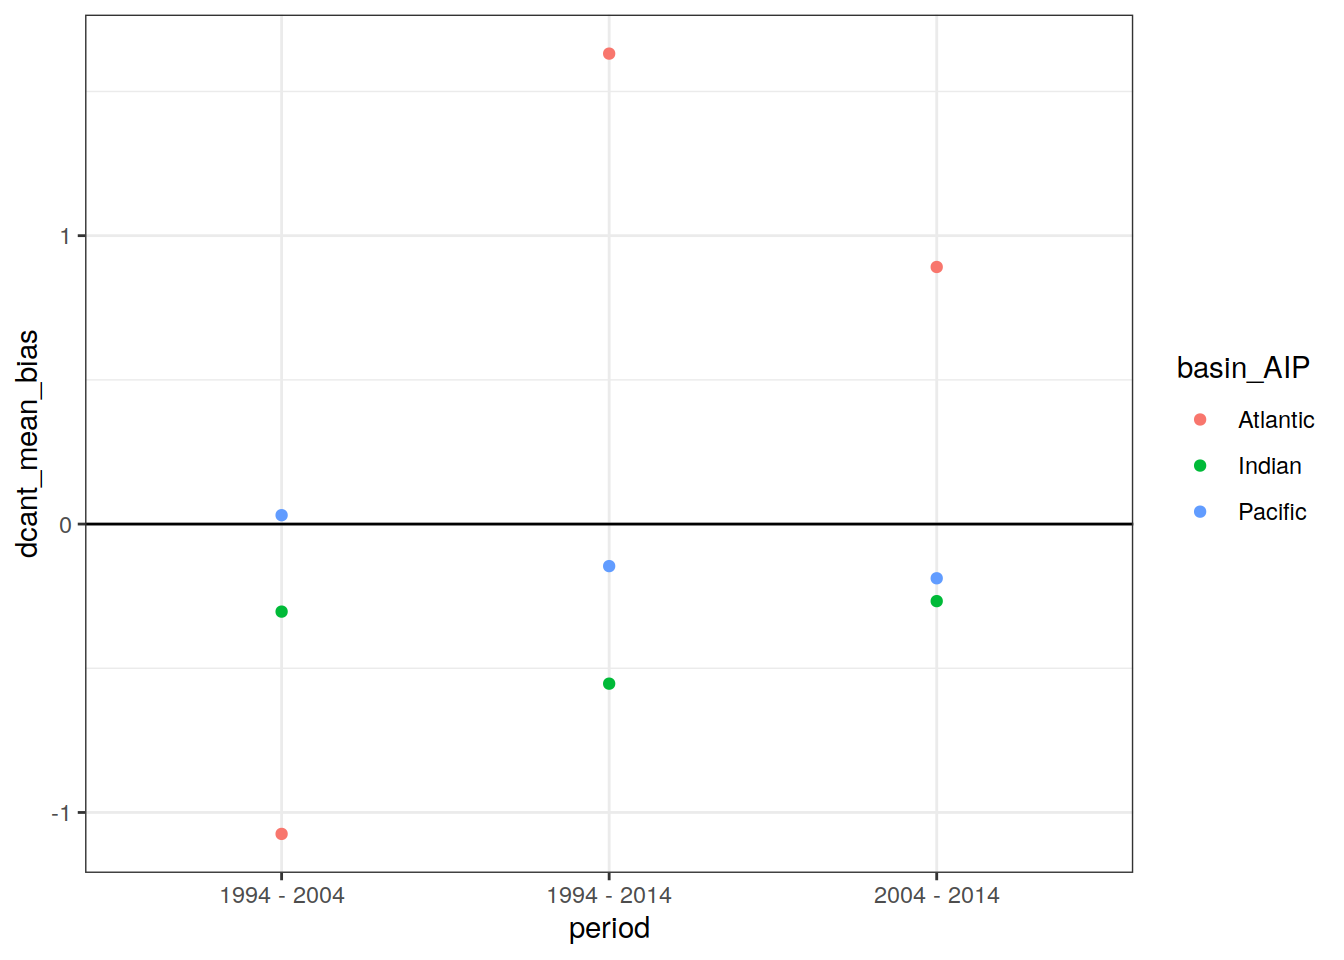 dcant_mean_bias
1
0
-1
1994 - 2004
1994 - 2014
2004 - 2014
period
basin_AIP
Atlantic
Indian
Pacific